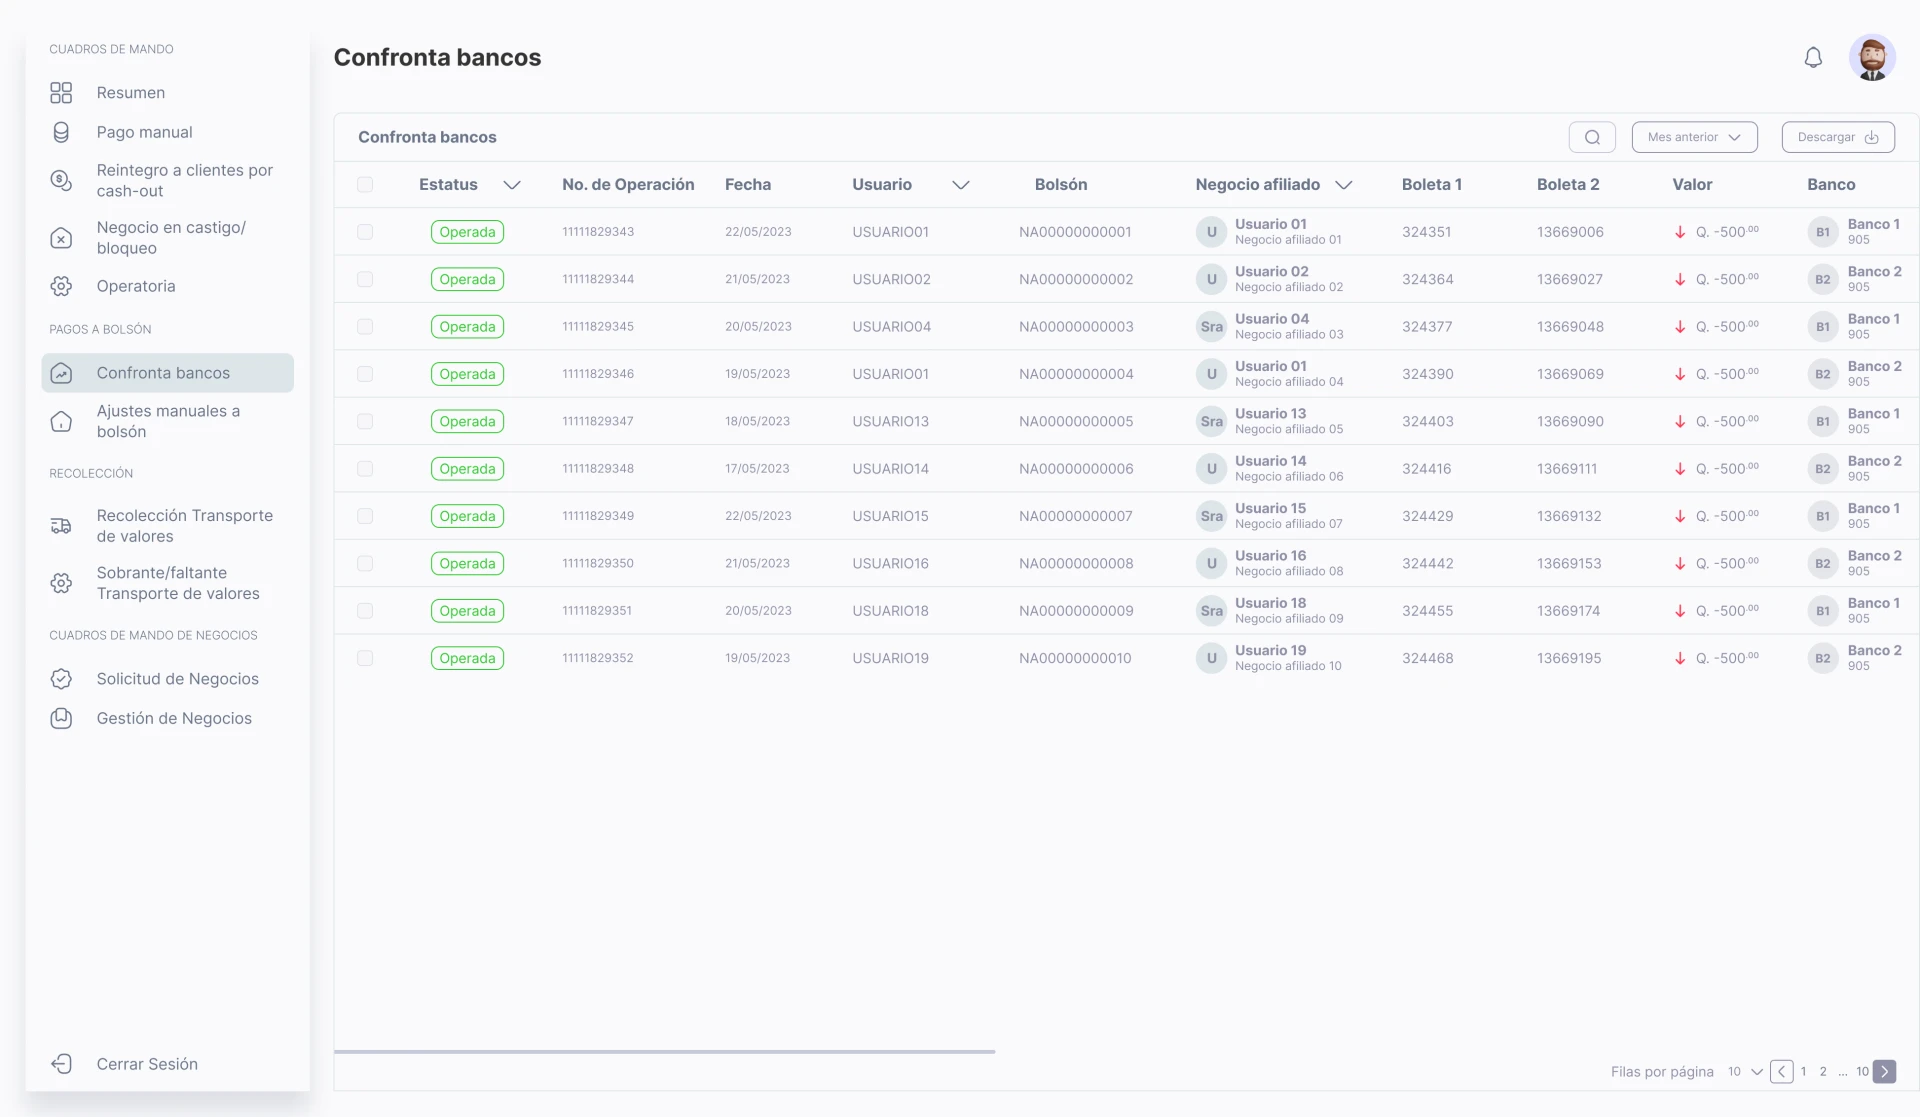 CUADROS DE MANDO
Resumen
Pago manual
Reintegro a clientes por
cash-out
Negocio en castigo/
bloqueo
Operatoria
PAGOS A BOLSÓN
Confronta bancos
Ajustes manuales a
bolsón
RECOLECCIÓN
Recolección Transporte
de valores
Sobrante/faltante
Transporte de valores
CUADROS DE MANDO DE NEGOCIOS
Solicitud de Negocios
Gestión de Negocios
Cerrar Sesión
Confronta bancos
Confronta bancos
Mes anterior
Descargar
Estatus No. de Operación Fecha Usuario Bolsón Negocio afiliado Boleta 1 Boleta 2 Valor Banco
Operada 11111829343 22/05/2023 USUARIO01 NA00000000001 U Usuario 01 324351 13669006 Q. -500.00 B1 Banco 1
Negocio afiliado 01 905
Operada 11111829344 21/05/2023 USUARIO02 NA00000000002 U Usuario 02 324364 13669027 Q. -500.00 B2 Banco 2
Negocio afiliado 02 905
Operada 11111829345 20/05/2023 USUARIO04 NA00000000003 Sra Usuario 04 324377 13669048 Q. -500.00 B1 Banco 1
Negocio afiliado 03 905
Operada 11111829346 19/05/2023 USUARIO01 NA00000000004 U Usuario 01 324390 13669069 Q. -500.00 B2 Banco 2
Negocio afiliado 04 905
Operada 11111829347 18/05/2023 USUARIO13 NA00000000005 Sra Usuario 13 324403 13669090 Q. -500.00 B1 Banco 1
Negocio afiliado 05 905
Operada 11111829348 17/05/2023 USUARIO14 NA00000000006 U Usuario 14 324416 13669111 Q. -500.00 B2 Banco 2
Negocio afiliado 06 905
Operada 11111829349 22/05/2023 USUARIO15 NA00000000007 Sra Usuario 15 324429 13669132 Q. -500.00 B1 Banco 1
Negocio afiliado 07 905
Operada 11111829350 21/05/2023 USUARIO16 NA00000000008 U Usuario 16 324442 13669153 Q. -500.00 B2 Banco 2
Negocio afiliado 08 905
Operada 11111829351 20/05/2023 USUARIO18 NA00000000009 Sra Usuario 18 324455 13669174 Q. -500.00 B1 Banco 1
Negocio afiliado 09 905
Operada 11111829352 19/05/2023 USUARIO19 NA00000000010 U Usuario 19 324468 13669195 Q. -500.00 B2 Banco 2
Negocio afiliado 10 905
Filas por página 10 1 2 ... 10